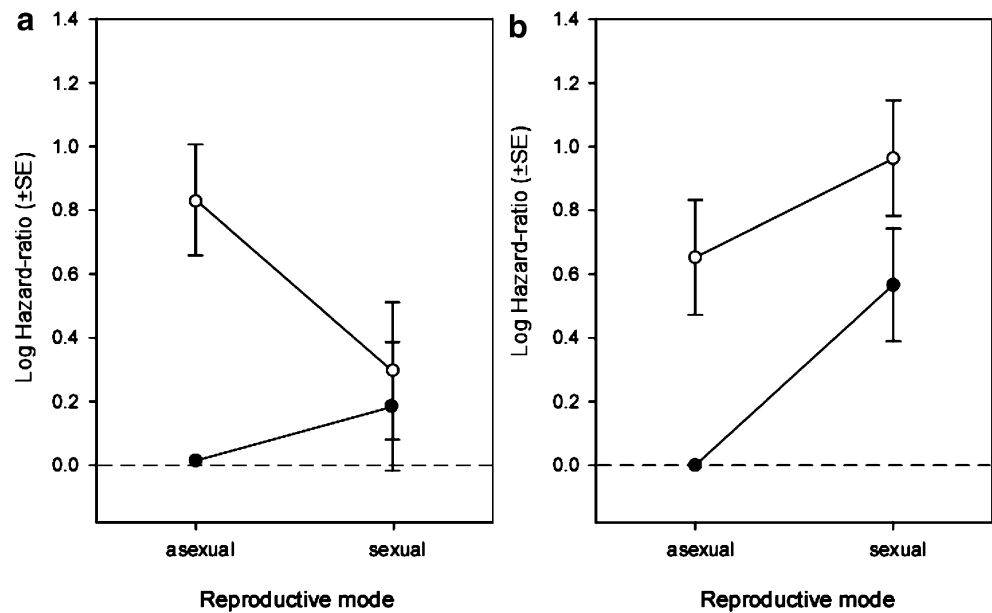 a
Log Hazard-ratio (±SE)
1.4
1.2
1.0
0.8
0.6
0.4
0.2
0.0
asexual
sexual
Reproductive mode
b
Log Hazard-ratio (±SE)
1.4
1.2
1.0
0.8
0.6
0.4
0.2
0.0
asexual
sexual
Reproductive mode